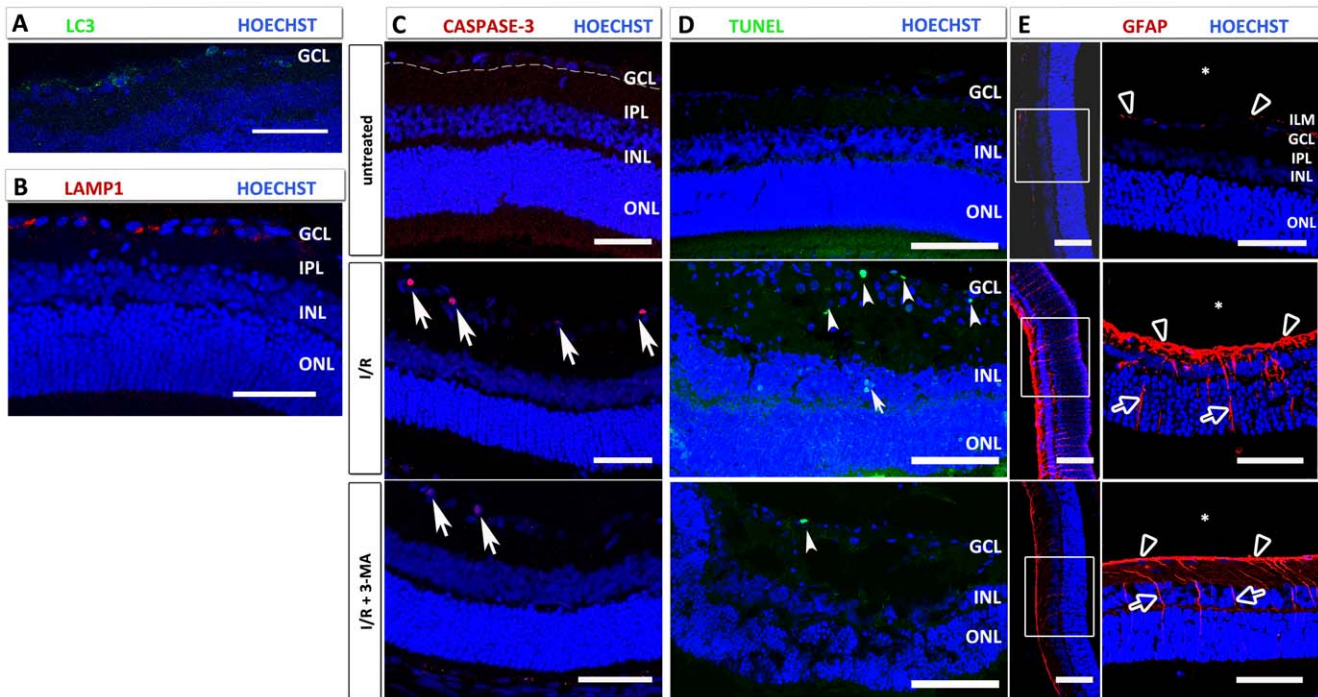 A
LC3 HOECHST
GCL
B
LAMP1 HOECHST
GCL
IPL
INL
ONL
C
CASPASE-3 HOECHST
untreated
GCL
IPL
INL
ONL
I/R
I/R + 3-MA
D
TUNEL HOECHST
GCL
INL
ONL
GCL
INL
ONL
GCL
INL
ONL
E
GFAP HOECHST
*
ILM
GCL
IPL
INL
ONL
*
*